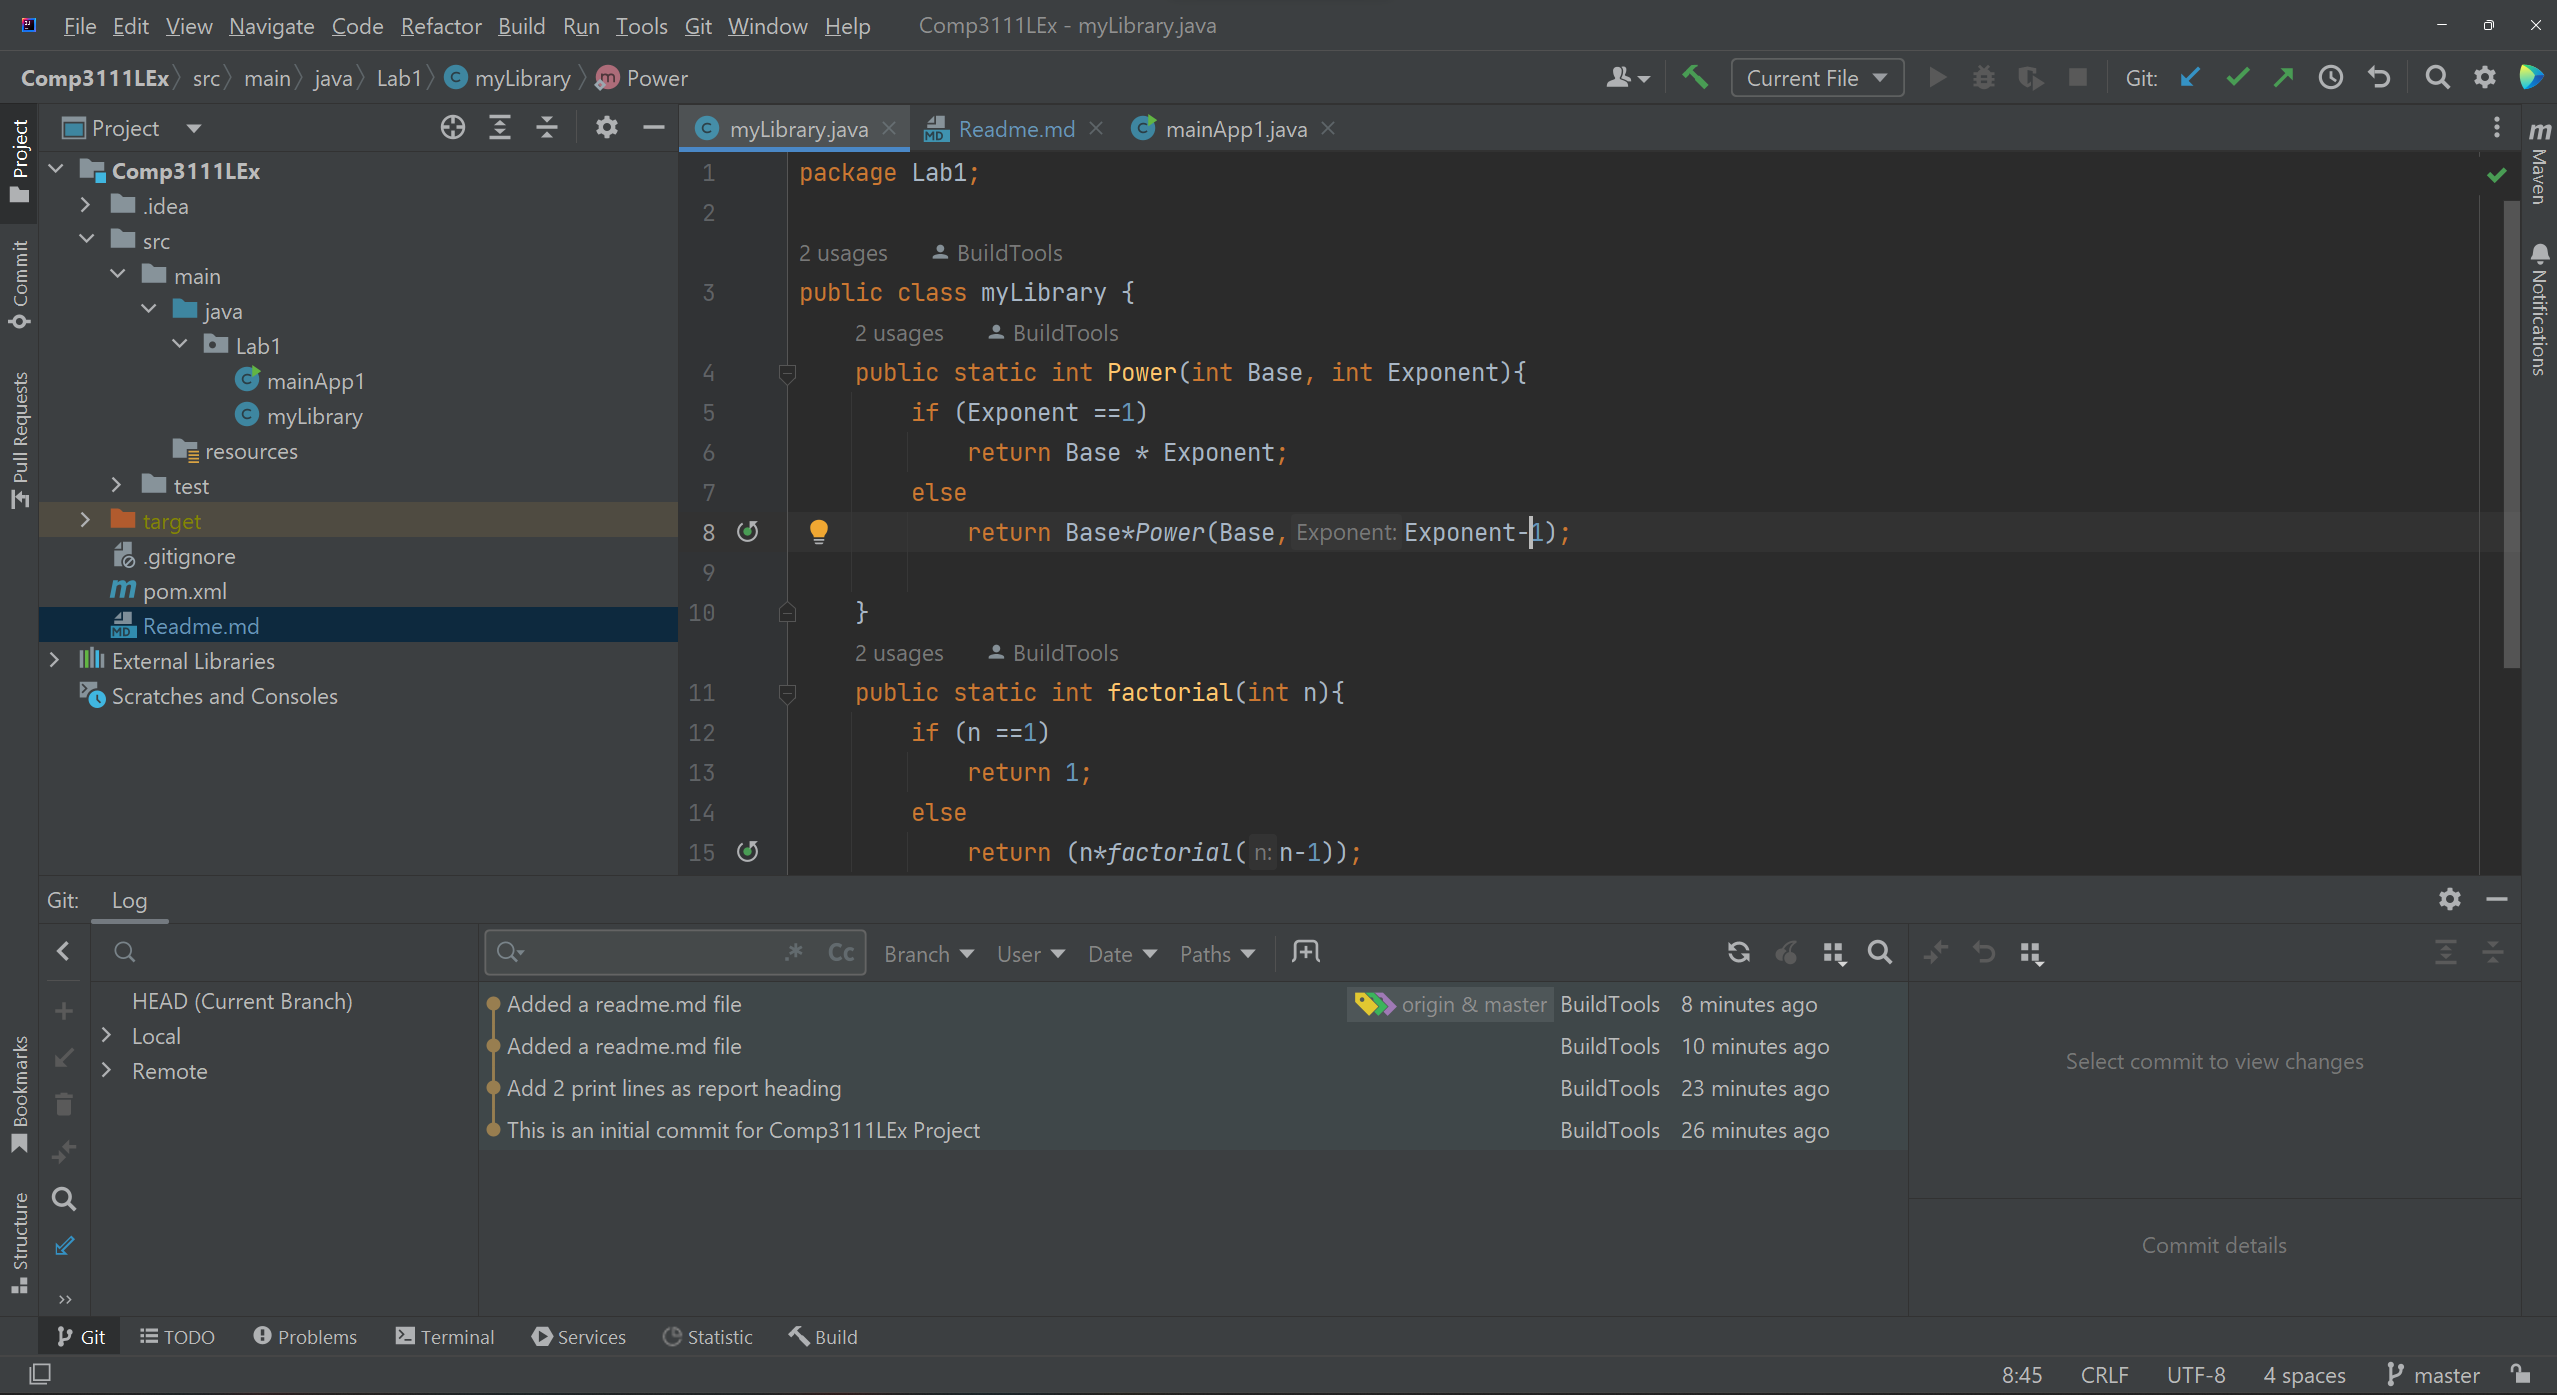 File Edit View Navigate Code Refactor Build Run Tools Git Window Help Comp3111LEx - myLibrary.java
Comp3111LEx src main java Lab1 myLibrary Power Current File Git:
Project
Commit
Pull Requests
Bookmarks
Structure
Project
Comp3111LEx
.idea
src
main
java
Lab1
mainApp1
myLibrary
resources
test
target
.gitignore
pom.xml
Readme.md
External Libraries
Scratches and Consoles
myLibrary.java Readme.md mainApp1.java
1 package Lab1;
2
2 usages BuildTools
3 public class myLibrary {
2 usages BuildTools
4 public static int Power(int Base, int Exponent){
5 if (Exponent ==1)
6 return Base * Exponent;
7 else
8 return Base*Power(Base, Exponent: Exponent-1);
9
10 }
2 usages BuildTools
11 public static int factorial(int n){
12 if (n ==1)
13 return 1;
14 else
15 return (n*factorial( n: n-1));
Maven
Notifications
Git: Log
.* Cc Branch User Date Paths
HEAD (Current Branch)
Local
Remote
Added a readme.md file origin & master BuildTools 8 minutes ago
Added a readme.md file BuildTools 10 minutes ago
Add 2 print lines as report heading BuildTools 23 minutes ago
This is an initial commit for Comp3111LEx Project BuildTools 26 minutes ago
Select commit to view changes
Commit details
Git TODO Problems Terminal Services Statistic Build
8:45 CRLF UTF-8 4 spaces master